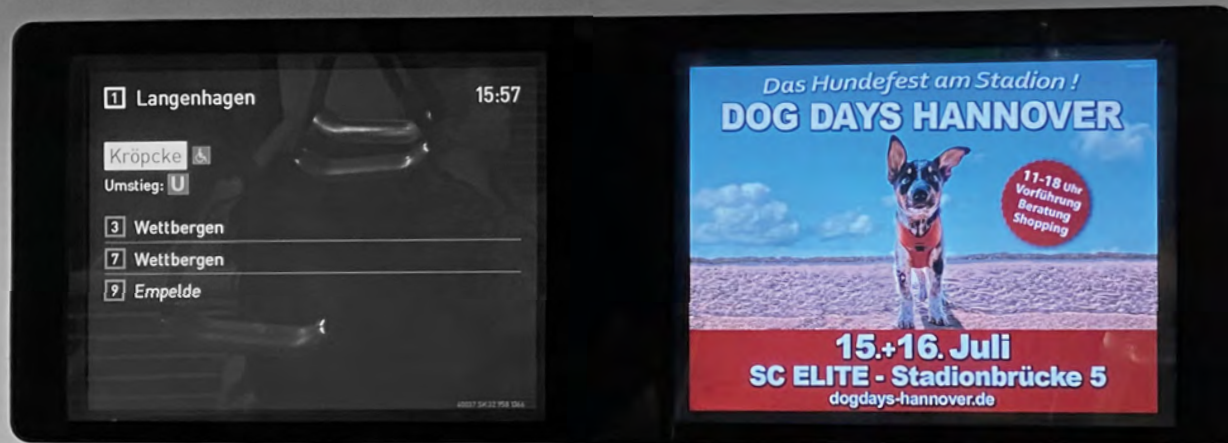 1 Langenhagen 15:57
Kröpcke
Umstieg: U
3 Wettbergen
7 Wettbergen
9 Empelde
Das Hundefest am Stadion !
DOG DAYS HANNOVER
11-18 Uhr
Vorführung
Beratung
Shopping
15.+16. Juli
SC ELITE - Stadionbrücke 5
dogdays-hannover.de